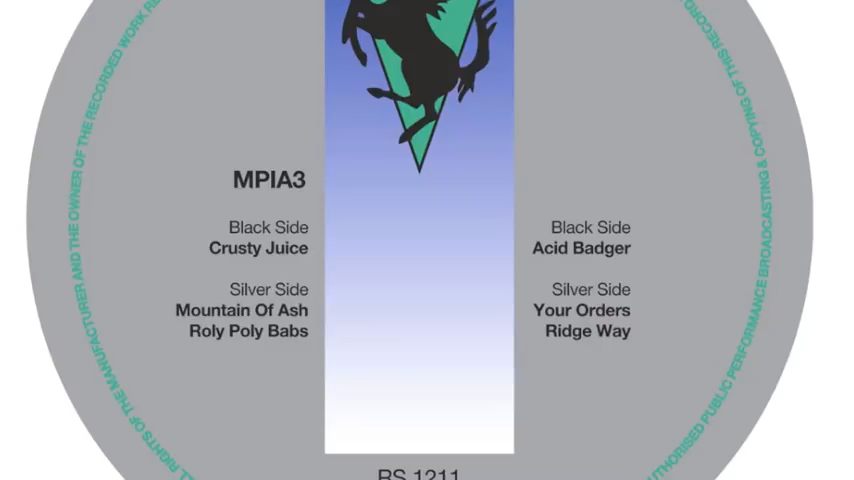 MPIA3
Black Side
Crusty Juice
Silver Side
Mountain Of Ash
Roly Poly Babs
Black Side
Acid Badger
Silver Side
Your Orders
Ridge Way
RS 1211
RIGHTS OF THE MANUFACTURER AND THE OWNER OF THE RECORDED WORK
PUBLIC PERFORMANCE BROADCASTING & COPYING OF THIS RECORD